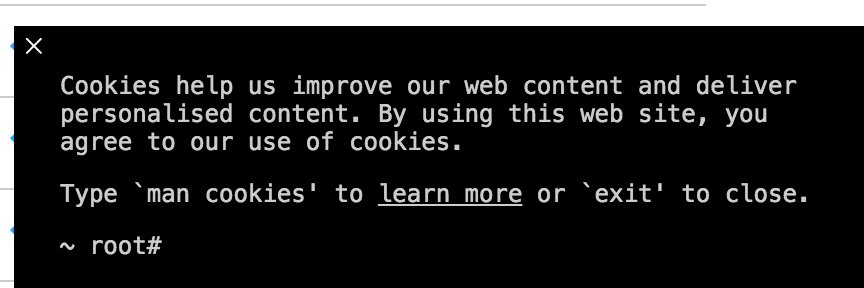 Cookies help us improve our web content and deliver
personalised content. By using this web site, you
agree to our use of cookies.
Type `man cookies' to learn more or `exit' to close.
~ root#